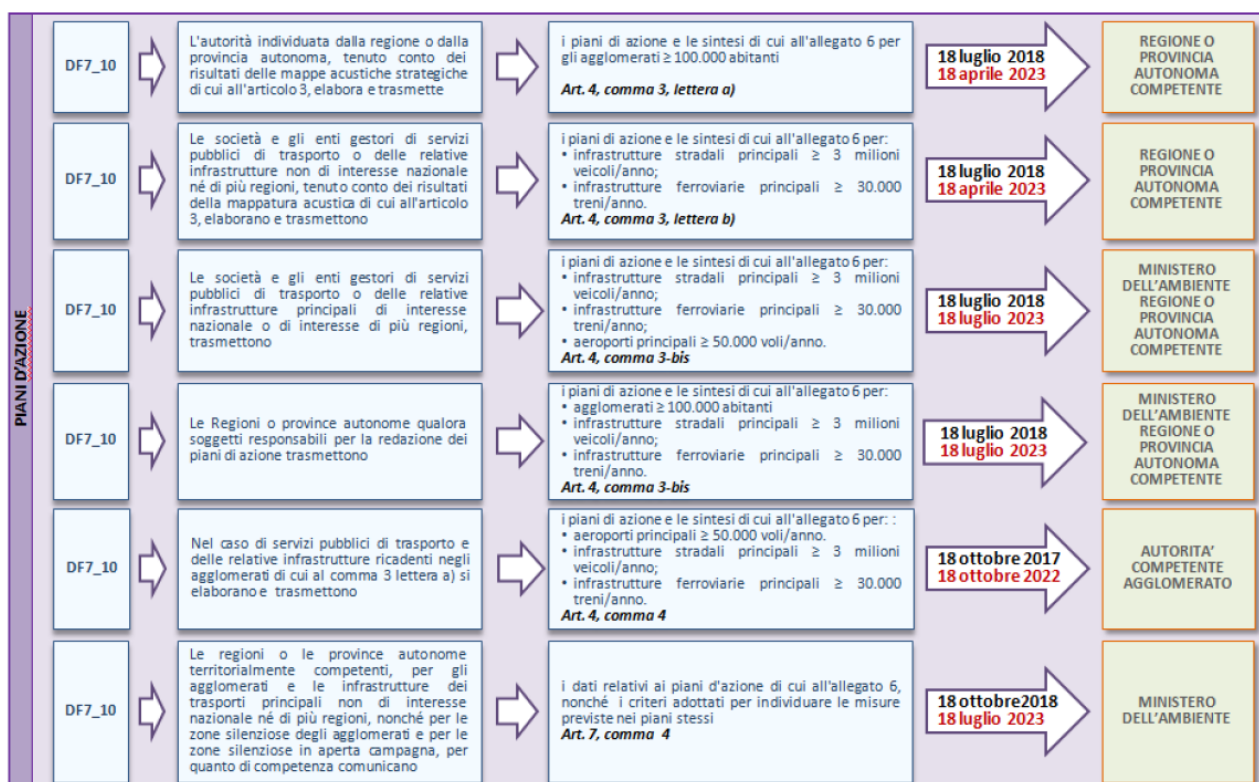 PIANI D'AZIONE
DF7_10
L'autorità individuata dalla regione o dalla
provincia autonoma, tenuto conto dei
risultati delle mappe acustiche strategiche
di cui all'articolo 3, elabora e trasmette
i piani di azione e le sintesi di cui all'allegato 6 per
gli agglomerati ≥ 100.000 abitanti
Art. 4, comma 3, lettera a)
18 luglio 2018
18 aprile 2023
REGIONE O
PROVINCIA
AUTONOMA
COMPETENTE
DF7_10
Le società e gli enti gestori di servizi
pubblici di trasporto o delle relative
infrastrutture non di interesse nazionale
né di più regioni, tenuto conto dei risultati
della mappatura acustica di cui all'articolo
3, elaborano e trasmettono
i piani di azione e le sintesi di cui all'allegato 6 per:
• infrastrutture stradali principali ≥ 3 milioni
veicoli/anno;
• infrastrutture ferroviarie principali ≥ 30.000
treni/anno.
Art. 4, comma 3, lettera b)
18 luglio 2018
18 aprile 2023
REGIONE O
PROVINCIA
AUTONOMA
COMPETENTE
DF7_10
Le società e gli enti gestori di servizi
pubblici di trasporto o delle relative
infrastrutture principali di interesse
nazionale o di interesse di più regioni,
trasmettono
i piani di azione e le sintesi di cui all'allegato 6 per:
• infrastrutture stradali principali ≥ 3 milioni
veicoli/anno;
• infrastrutture ferroviarie principali ≥ 30.000
treni/anno;
• aeroporti principali ≥ 50.000 voli/anno.
Art. 4, comma 3-bis
18 luglio 2018
18 luglio 2023
MINISTERO
DELL'AMBIENTE
REGIONE O
PROVINCIA
AUTONOMA
COMPETENTE
DF7_10
Le Regioni o province autonome qualora
soggetti responsabili per la redazione dei
piani di azione trasmettono
i piani di azione e le sintesi di cui all'allegato 6 per:
• agglomerati ≥ 100.000 abitanti
• infrastrutture stradali principali ≥ 3 milioni
veicoli/anno;
• infrastrutture ferroviarie principali ≥ 30.000
treni/anno.
Art. 4, comma 3-bis
18 luglio 2018
18 luglio 2023
MINISTERO
DELL'AMBIENTE
REGIONE O
PROVINCIA
AUTONOMA
COMPETENTE
DF7_10
Nel caso di servizi pubblici di trasporto e
delle relative infrastrutture ricadenti negli
agglomerati di cui al comma 3 lettera a) si
elaborano e trasmettono
i piani di azione e le sintesi di cui all'allegato 6 per: :
• aeroporti principali ≥ 50.000 voli/anno.
• infrastrutture stradali principali ≥ 3 milioni
veicoli/anno;
• infrastrutture ferroviarie principali ≥ 30.000
treni/anno.
Art. 4, comma 4
18 ottobre 2017
18 ottobre 2022
AUTORITA'
COMPETENTE
AGGLOMERATO
DF7_10
Le regioni o le province autonome
territorialmente competenti, per gli
agglomerati e le infrastrutture dei
trasporti principali non di interesse
nazionale né di più regioni, nonché per le
zone silenziose degli agglomerati e per le
zone silenziose in aperta campagna, per
quanto di competenza comunicano
i dati relativi ai piani d'azione di cui all'allegato 6,
nonché i criteri adottati per individuare le misure
previste nei piani stessi
Art. 7, comma 4
18 ottobre2018
18 luglio 2023
MINISTERO
DELL'AMBIENTE